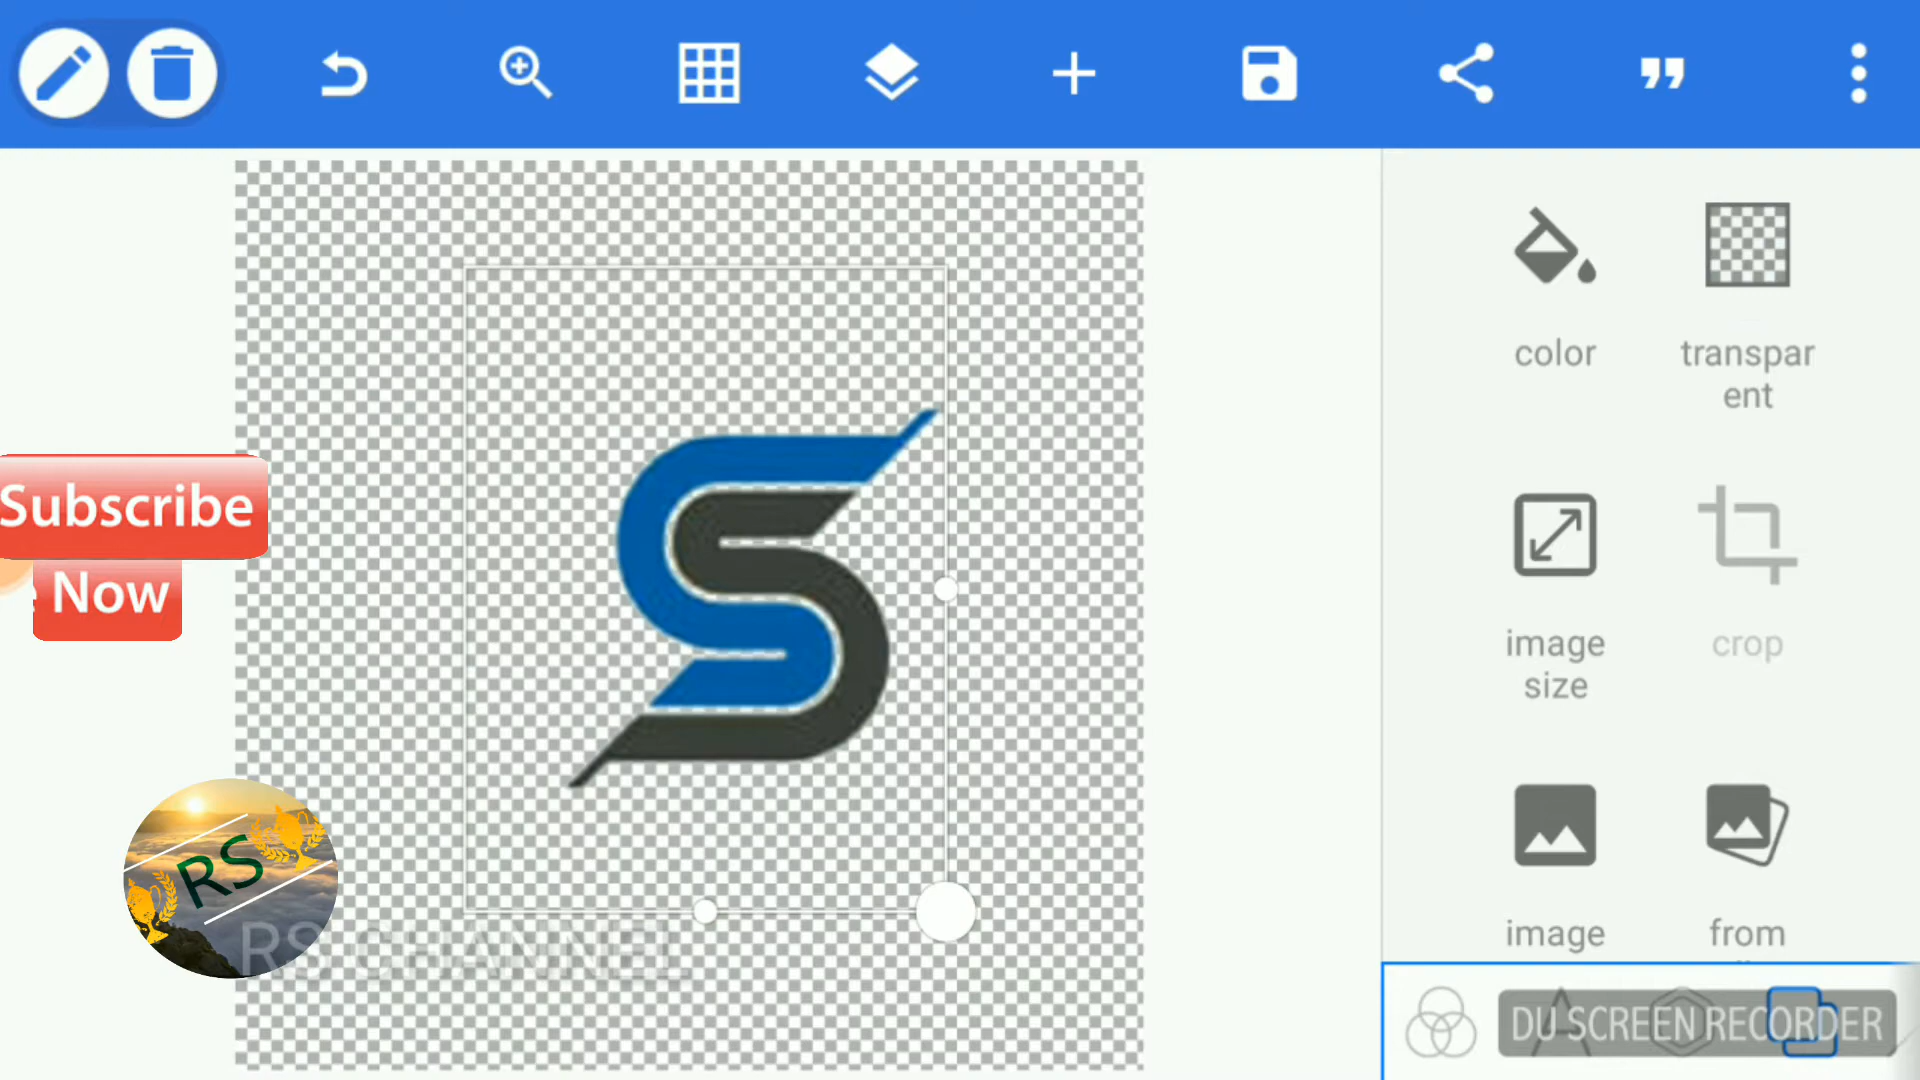 color
transpar
ent
Subscribe
Now
image
size
crop
RS
RS CHANNEL
image
from
DU SCREEN RECORDER